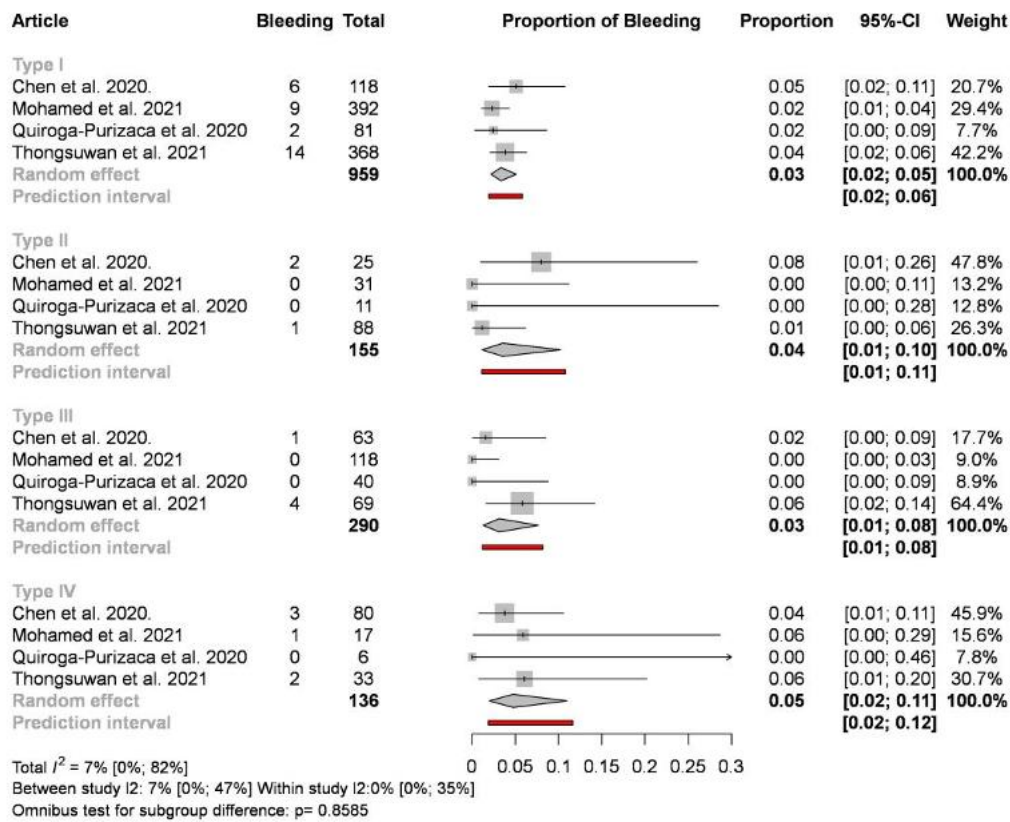 Article Bleeding Total Proportion of Bleeding Proportion 95%-CI Weight
Type I
Chen et al. 2020. 6 118 0.05 [0.02; 0.11] 20.7%
Mohamed et al. 2021 9 392 0.02 [0.01; 0.04] 29.4%
Quiroga-Purizaca et al. 2020 2 81 0.02 [0.00; 0.09] 7.7%
Thongsuwan et al. 2021 14 368 0.04 [0.02; 0.06] 42.2%
Random effect 959 0.03 [0.02; 0.05] 100.0%
Prediction interval [0.02; 0.06]
Type II
Chen et al. 2020. 2 25 0.08 [0.01; 0.26] 47.8%
Mohamed et al. 2021 0 31 0.00 [0.00; 0.11] 13.2%
Quiroga-Purizaca et al. 2020 0 11 0.00 [0.00; 0.28] 12.8%
Thongsuwan et al. 2021 1 88 0.01 [0.00; 0.06] 26.3%
Random effect 155 0.04 [0.01; 0.10] 100.0%
Prediction interval [0.01; 0.11]
Type III
Chen et al. 2020. 1 63 0.02 [0.00; 0.09] 17.7%
Mohamed et al. 2021 0 118 0.00 [0.00; 0.03] 9.0%
Quiroga-Purizaca et al. 2020 0 40 0.00 [0.00; 0.09] 8.9%
Thongsuwan et al. 2021 4 69 0.06 [0.02; 0.14] 64.4%
Random effect 290 0.03 [0.01; 0.08] 100.0%
Prediction interval [0.01; 0.08]
Type IV
Chen et al. 2020. 3 80 0.04 [0.01; 0.11] 45.9%
Mohamed et al. 2021 1 17 0.06 [0.00; 0.29] 15.6%
Quiroga-Purizaca et al. 2020 0 6 0.00 [0.00; 0.46] 7.8%
Thongsuwan et al. 2021 2 33 0.06 [0.01; 0.20] 30.7%
Random effect 136 0.05 [0.02; 0.11] 100.0%
Prediction interval [0.02; 0.12]
0 0.05 0.1 0.15 0.2 0.25 0.3
Total I² = 7% [0%; 82%]
Between study I2: 7% [0%; 47%] Within study I2:0% [0%; 35%]
Omnibus test for subgroup difference: p= 0.8585